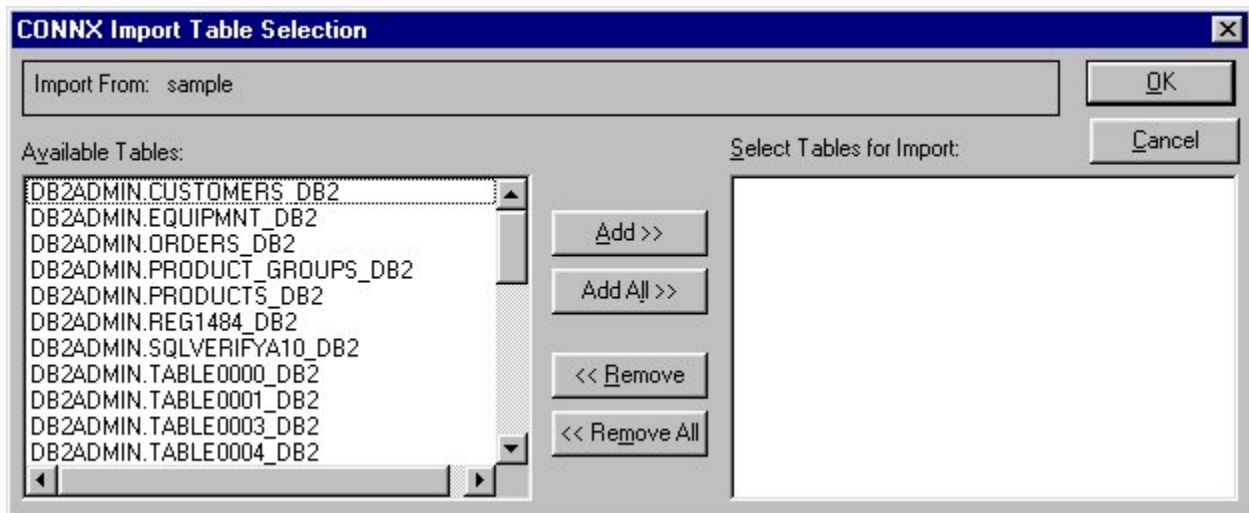 CONNX Import Table Selection
Import From: sample
OK
Cancel
Available Tables:
Select Tables for Import:
DB2ADMIN.CUSTOMERS_DB2
DB2ADMIN.EQUIPMNT_DB2
DB2ADMIN.ORDERS_DB2
DB2ADMIN.PRODUCT_GROUPS_DB2
DB2ADMIN.PRODUCTS_DB2
DB2ADMIN.REG1484_DB2
DB2ADMIN.SQLVERIFYA10_DB2
DB2ADMIN.TABLE0000_DB2
DB2ADMIN.TABLE0001_DB2
DB2ADMIN.TABLE0003_DB2
DB2ADMIN.TABLE0004_DB2
Add >>
Add All >>
<< Remove
<< Remove All